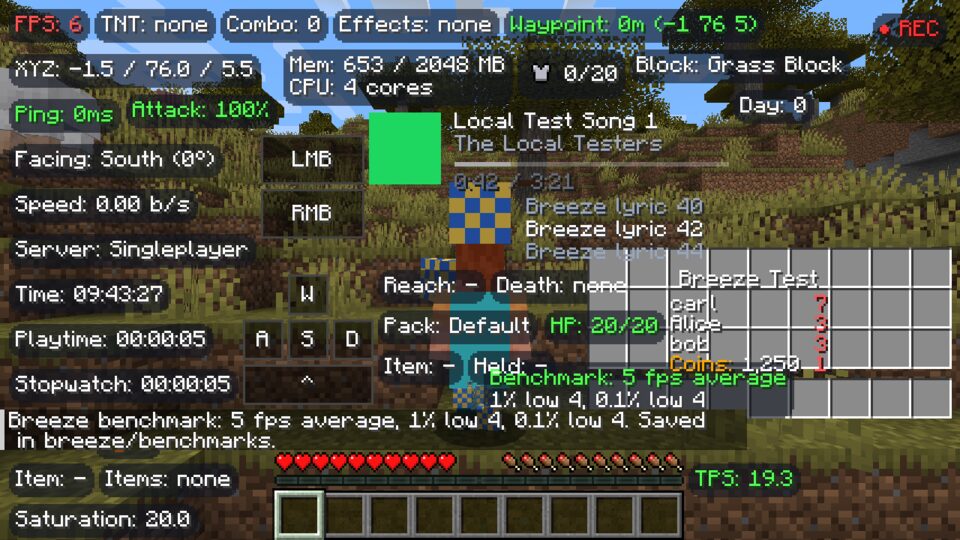 FPS: 6 TNT: none Combo: 0 Effects: none Waypoint: 0m (-1 76 5) ● REC
XYZ: -1.5 / 76.0 / 5.5
Mem: 653 / 2048 MB
CPU: 4 cores
0/20
Block: Grass Block
Ping: 0ms Attack: 100%
Day: 0
Local Test Song 1
The Local Testers
0:42 / 3:21
Breeze lyric 40
Breeze lyric 42
Breeze lyric 44
Facing: South (0°)
LMB
Speed: 0.00 b/s
RMB
Server: Singleplayer
Time: 09:43:27
W
Playtime: 00:00:05
A S D
Stopwatch: 00:00:05
^
Reach: - Death: none
Pack: Default HP: 20/20
Item: - Held: -
Breeze Test
carl 7
Alice 3
bob 3
Coins: 1,250 1
Benchmark: 5 fps average
1% low 4, 0.1% low 4
Breeze benchmark: 5 fps average, 1% low 4, 0.1% low 4. Saved
in breeze/benchmarks.
Item: - Items: none
TPS: 19.3
Saturation: 20.0